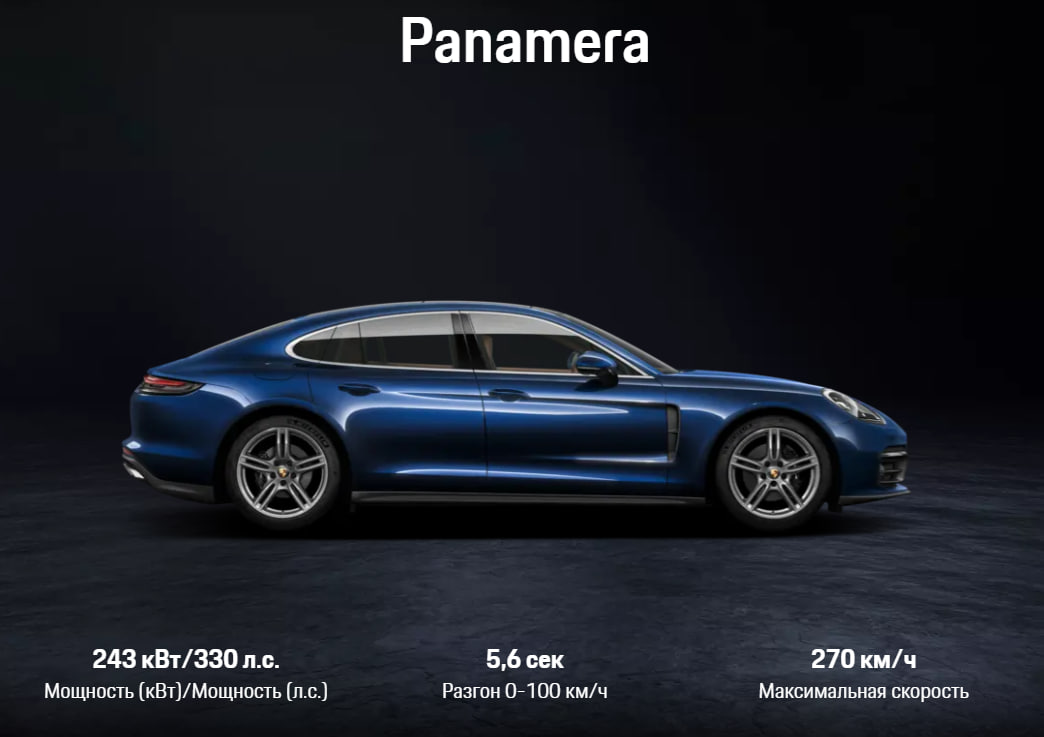 Panamera
243 кВт/330 л.с.
Мощность (кВт)/Мощность (л.с.)
5,6 сек
Разгон 0-100 км/ч
270 км/ч
Максимальная скорость